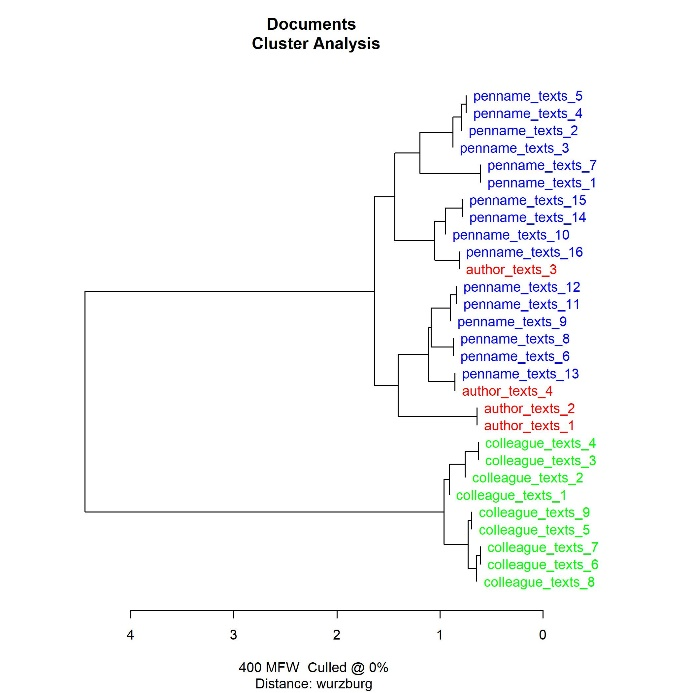 Documents
Cluster Analysis
penname_texts_5
penname_texts_4
penname_texts_2
penname_texts_3
penname_texts_7
penname_texts_1
penname_texts_15
penname_texts_14
penname_texts_10
penname_texts_16
author_texts_3
penname_texts_12
penname_texts_11
penname_texts_9
penname_texts_8
penname_texts_6
penname_texts_13
author_texts_4
author_texts_2
author_texts_1
colleague_texts_4
colleague_texts_3
colleague_texts_2
colleague_texts_1
colleague_texts_9
colleague_texts_5
colleague_texts_7
colleague_texts_6
colleague_texts_8
4 3 2 1 0
400 MFW Culled @ 0%
Distance: wurzburg